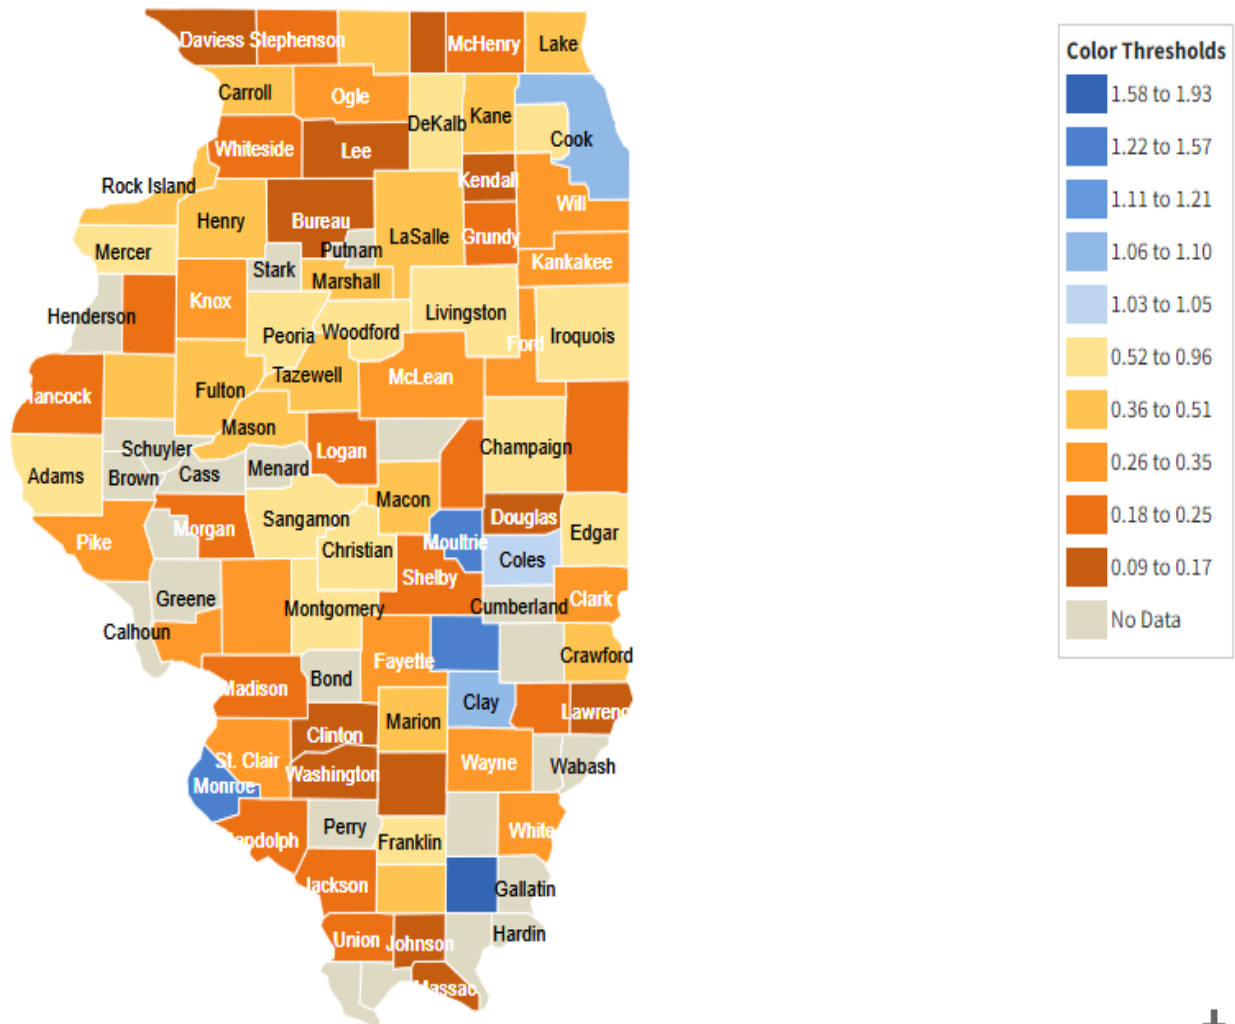 Daviess Stephenson
McHenry
Lake
Carroll
Ogle
DeKalb
Kane
Cook
Whiteside
Lee
Rock Island
Kendall
Will
Henry
Bureau
LaSalle
Grundy
Mercer
Putnam
Kankakee
Stark
Marshall
Henderson
Knox
Livingston
Peoria
Woodford
Ford
Iroquois
Tazewell
McLean
ancock
Fulton
Mason
Schuyler
Logan
Champaign
Adams
Brown
Cass
Menard
Macon
Sangamon
Douglas
Pike
Morgan
Christian
Moultrie
Edgar
Coles
Shelby
Greene
Montgomery
Cumberland
Clark
Calhoun
Fayette
Crawford
Bond
Madison
Clay
Lawrenc
Marion
Clinton
St. Clair
Washington
Wayne
Wabash
Monroe
andolph
Perry
Franklin
White
Jackson
Gallatin
Union
Johnson
Hardin
Massac
Color Thresholds
1.58 to 1.93
1.22 to 1.57
1.11 to 1.21
1.06 to 1.10
1.03 to 1.05
0.52 to 0.96
0.36 to 0.51
0.26 to 0.35
0.18 to 0.25
0.09 to 0.17
No Data